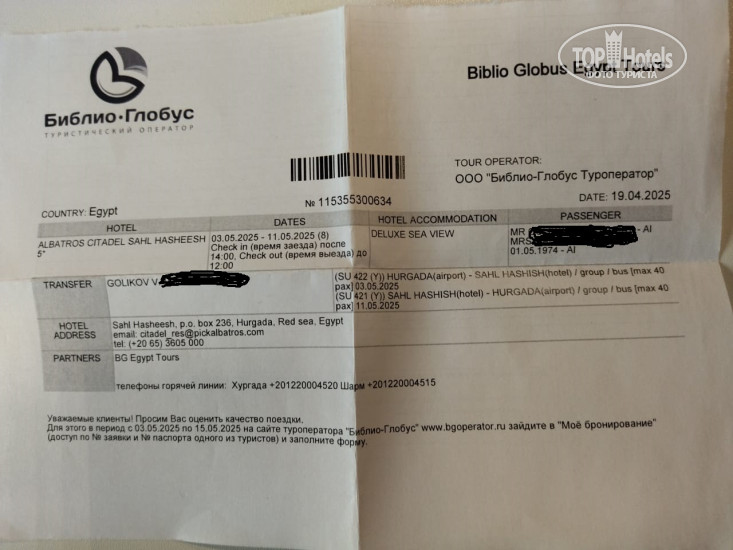 TOP Hotels
ФОТО ТУРИСТА
Библио·Глобус
ТУРИСТИЧЕСКИЙ ОПЕРАТОР
Biblio Globus Egypt Tours
№ 115355300634
TOUR OPERATOR:
ООО "Библио-Глобус Туроператор"
DATE: 19.04.2025
COUNTRY: Egypt
HOTEL DATES HOTEL ACCOMMODATION PASSENGER
ALBATROS CITADEL SAHL HASHEESH 5*
03.05.2025 - 11.05.2025 (8)
Check in (время заезда) после
14:00, Check out (время выезда) до
12:00
DELUXE SEA VIEW
MR - AI
MRS
01.05.1974 - AI
TRANSFER
GOLIKOV V
(SU 422 (Y)) HURGADA(airport) - SAHL HASHISH(hotel) / group / bus [max 40
pax] 03.05.2025
(SU 421 (Y)) SAHL HASHISH(hotel) - HURGADA(airport) / group / bus [max 40
pax] 11.05.2025
HOTEL
ADDRESS
Sahl Hasheesh, p.o. box 236, Hurgada, Red sea, Egypt
email: citadel_res@pickalbatros.com
tel: (+20 65) 3605 000
PARTNERS
BG Egypt Tours
телефоны горячей линии: Хургада +201220004520 Шарм +201220004515
Уважаемые клиенты! Просим Вас оценить качество поездки.
Для этого в период с 03.05.2025 по 15.05.2025 на сайте туроператора "Библио-Глобус" www.bgoperator.ru зайдите в "Моё бронирование"
(доступ по № заявки и № паспорта одного из туристов) и заполните форму.